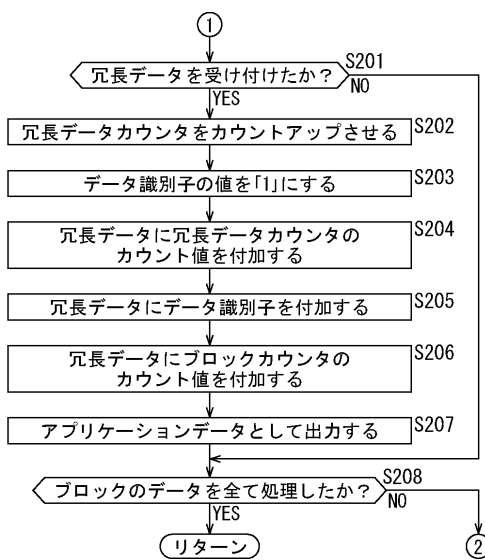 1
冗長データを受け付けたか？
S201
NO
YES
冗長データカウンタをカウントアップさせる
S202
データ識別子の値を「1」にする
S203
冗長データに冗長データカウンタの
カウント値を付加する
S204
冗長データにデータ識別子を付加する
S205
冗長データにブロックカウンタの
カウント値を付加する
S206
アプリケーションデータとして出力する
S207
ブロックのデータを全て処理したか？
S208
NO
YES
リターン
2